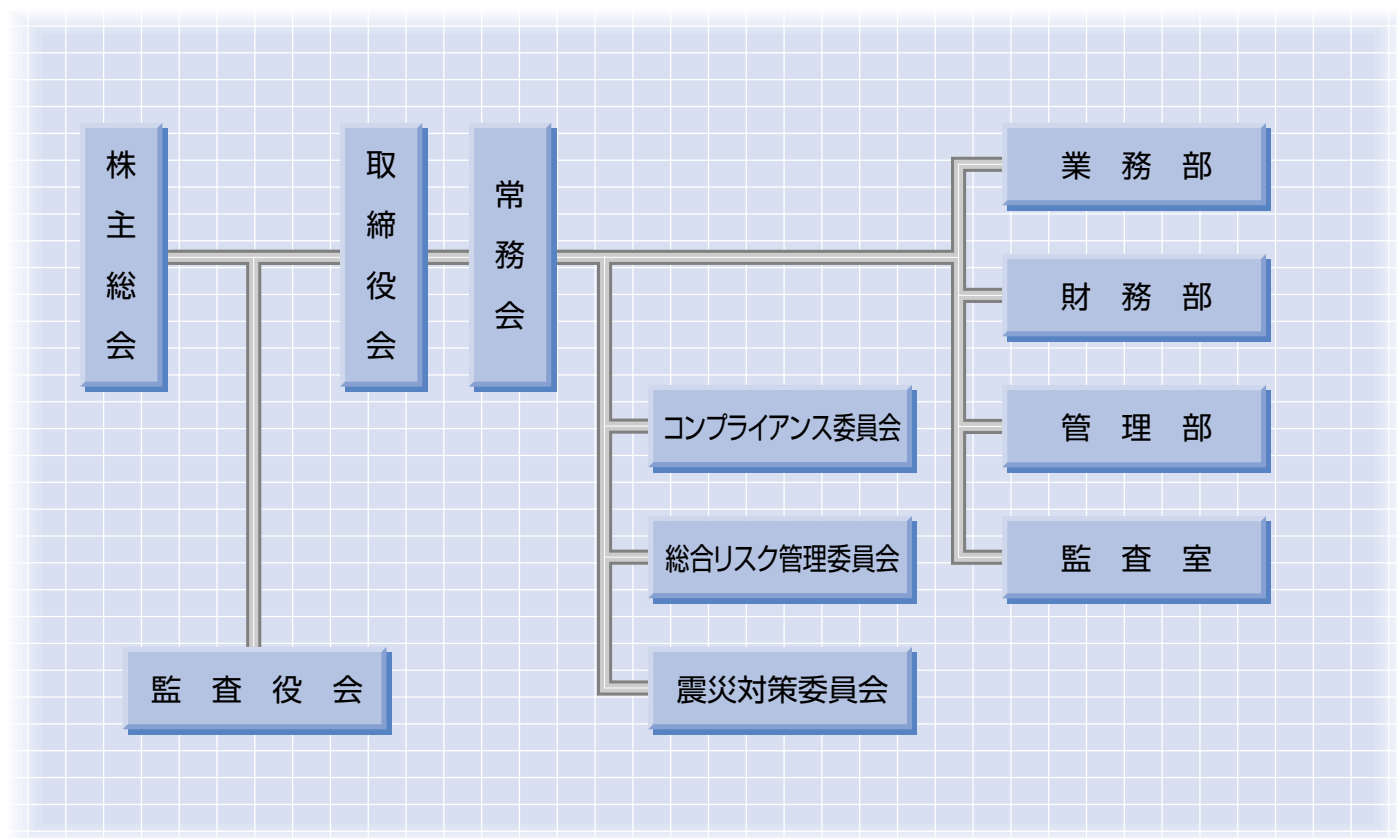 株主総会
取締役会
常務会
業務部
財務部
管理部
監査室
コンプライアンス委員会
総合リスク管理委員会
震災対策委員会
監査役会